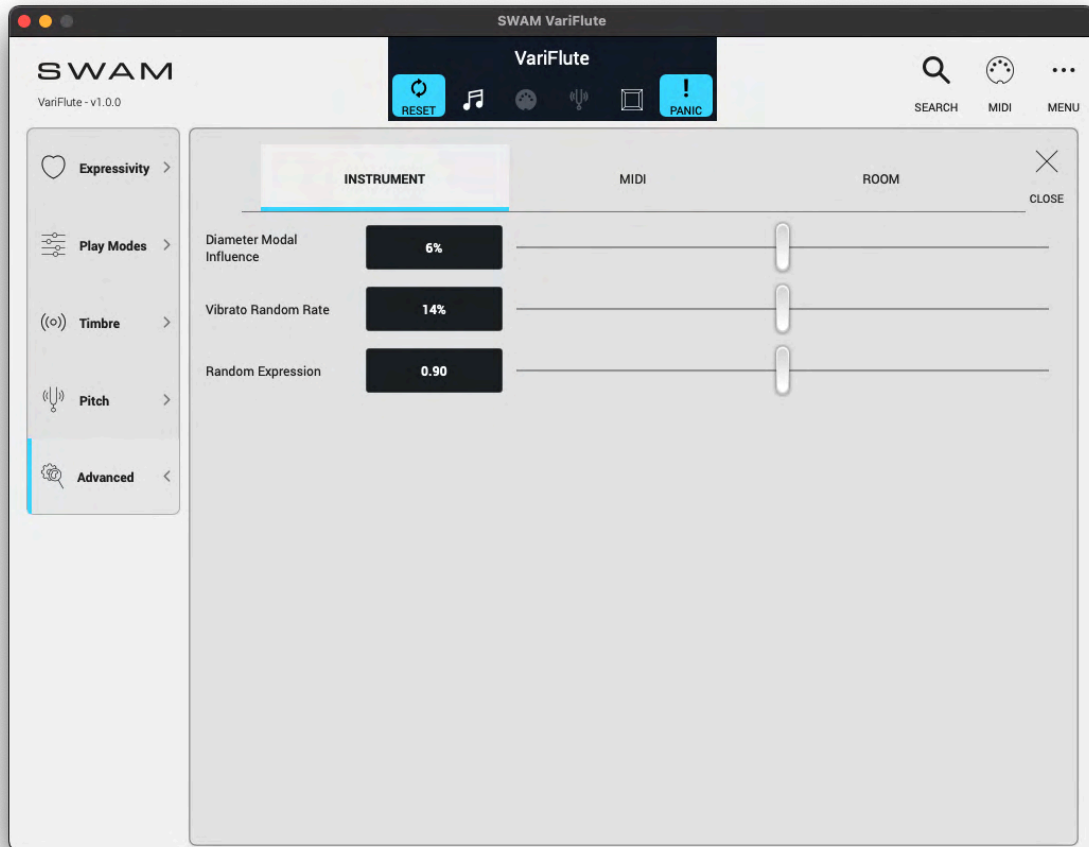 SWAM VariFlute
SWAM
VariFlute - v1.0.0
VariFlute
RESET
!
PANIC
SEARCH
MIDI
MENU
Expressivity
Play Modes
Timbre
Pitch
Advanced
INSTRUMENT
MIDI
ROOM
CLOSE
Diameter Modal
Influence
6%
Vibrato Random Rate
14%
Random Expression
0.90